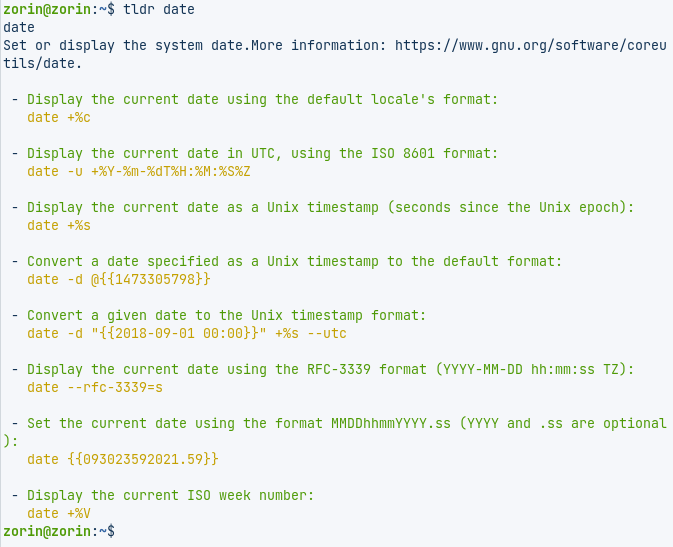 zorin@zorin:~$ tldr date
date
Set or display the system date.More information: https://www.gnu.org/software/coreu
tils/date.
- Display the current date using the default locale's format:
date +%c
- Display the current date in UTC, using the ISO 8601 format:
date -u +%Y-%m-%dT%H:%M:%S%Z
- Display the current date as a Unix timestamp (seconds since the Unix epoch):
date +%s
- Convert a date specified as a Unix timestamp to the default format:
date -d @{{1473305798}}
- Convert a given date to the Unix timestamp format:
date -d "{{2018-09-01 00:00}}" +%s --utc
- Display the current date using the RFC-3339 format (YYYY-MM-DD hh:mm:ss TZ):
date --rfc-3339=s
- Set the current date using the format MMDDhhmmYYYY.ss (YYYY and .ss are optional
):
date {{093023592021.59}}
- Display the current ISO week number:
date +%V
zorin@zorin:~$